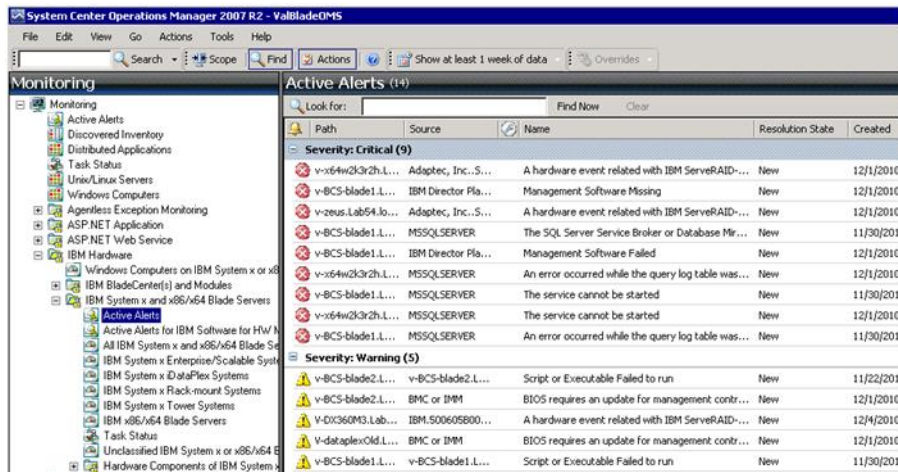 System Center Operations Manager 2007 R2 - ValBladeOMS
File Edit View Go Actions Tools Help
Search Scope Find Actions Show at least 1 week of data Overrides
Monitoring
Monitoring
Active Alerts
Discovered Inventory
Distributed Applications
Task Status
Unix/Linux Servers
Windows Computers
Agentless Exception Monitoring
ASP.NET Application
ASP.NET Web Service
IBM Hardware
Windows Computers on IBM System x or x8
IBM BladeCenter(s) and Modules
IBM System x and x86/x64 Blade Servers
Active Alerts
Active Alerts for IBM Software for HW M
All IBM System x and x86/x64 Blade Se
IBM System x Enterprise/Scalable Syste
IBM System x iDataPlex Systems
IBM System x Rack-mount Systems
IBM System x Tower Systems
IBM x86/x64 Blade Servers
Task Status
Unclassified IBM System x or x86/x64 B
Hardware Components of IBM System x
Active Alerts (14)
Look for: Find Now Clear
Path Source Name Resolution State Created
Severity: Critical (9)
v-x64w2k3r2h.L... Adaptec, Inc..S... A hardware event related with IBM ServeRAID-... New 12/1/2010
v-BCS-blade1.L... IBM Director Pla... Management Software Missing New 12/1/2010
v-zeus.Lab54.lo... Adaptec, Inc..S... A hardware event related with IBM ServeRAID-... New 12/1/2010
v-BCS-blade1.L... MSSQLSERVER The SQL Server Service Broker or Database Mir... New 11/30/201
v-BCS-blade1.L... IBM Director Pla... Management Software Failed New 12/1/2010
v-x64w2k3r2h.L... MSSQLSERVER An error occurred while the query log table was... New 12/1/2010
v-BCS-blade1.L... MSSQLSERVER The service cannot be started New 11/30/201
v-x64w2k3r2h.L... MSSQLSERVER The service cannot be started New 12/1/2010
v-BCS-blade1.L... MSSQLSERVER An error occurred while the query log table was... New 11/30/201
Severity: Warning (5)
v-BCS-blade2.L... v-BCS-blade2.L... Script or Executable Failed to run New 11/22/201
v-BCS-blade2.L... BMC or IMM BIOS requires an update for management contr... New 12/1/2010
V-DX360M3.Lab... IBM.500605B00... A hardware event related with IBM ServeRAID-... New 12/4/2010
V-dataplexOld.L... BMC or IMM BIOS requires an update for management contr... New 12/1/2010
v-BCS-blade1.L... v-BCS-blade1.L... Script or Executable Failed to run New 11/30/201